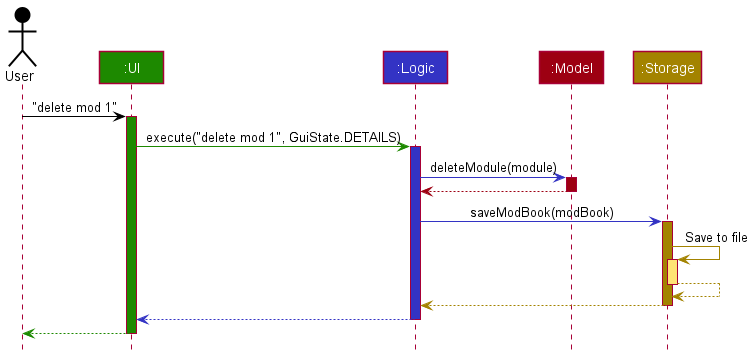 User
:UI
:Logic
:Model
:Storage
"delete mod 1"
execute("delete mod 1", GuiState.DETAILS)
deleteModule(module)
saveModBook(modBook)
Save to file